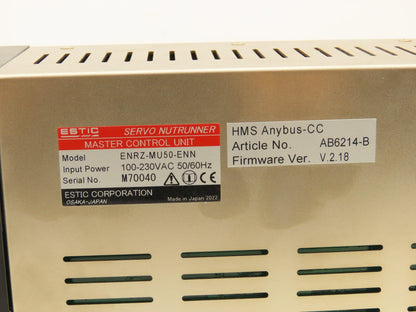 ESTIC SERVO NUTRUNNER
MASTER CONTROL UNIT
Model ENRZ-MU50-ENN
Input Power 100-230VAC 50/60Hz
Serial No. M70040
ESTIC CORPORATION
OSAKA-JAPAN Made in Japan 2022
HMS Anybus-CC
Article No. AB6214-B
Firmware Ver. V.2.18